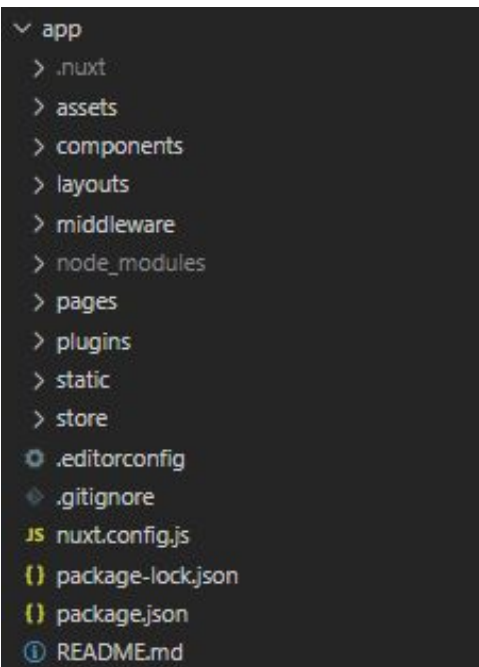 app
.nuxt
assets
components
layouts
middleware
node_modules
pages
plugins
static
store
.editorconfig
.gitignore
JS nuxt.config.js
{} package-lock.json
{} package.json
README.md